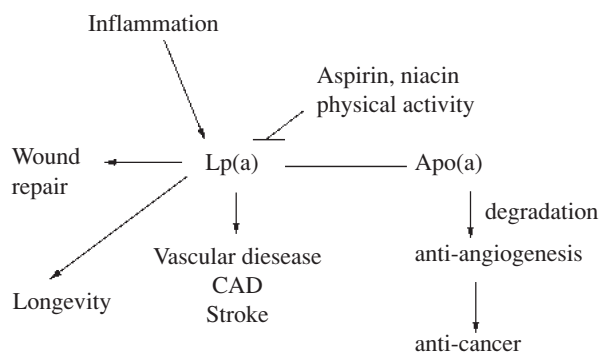 Inflammation
Aspirin, niacin
physical activity
Wound
repair
Lp(a)
Apo(a)
degradation
Vascular diesease
CAD
Stroke
anti-angiogenesis
Longevity
anti-cancer